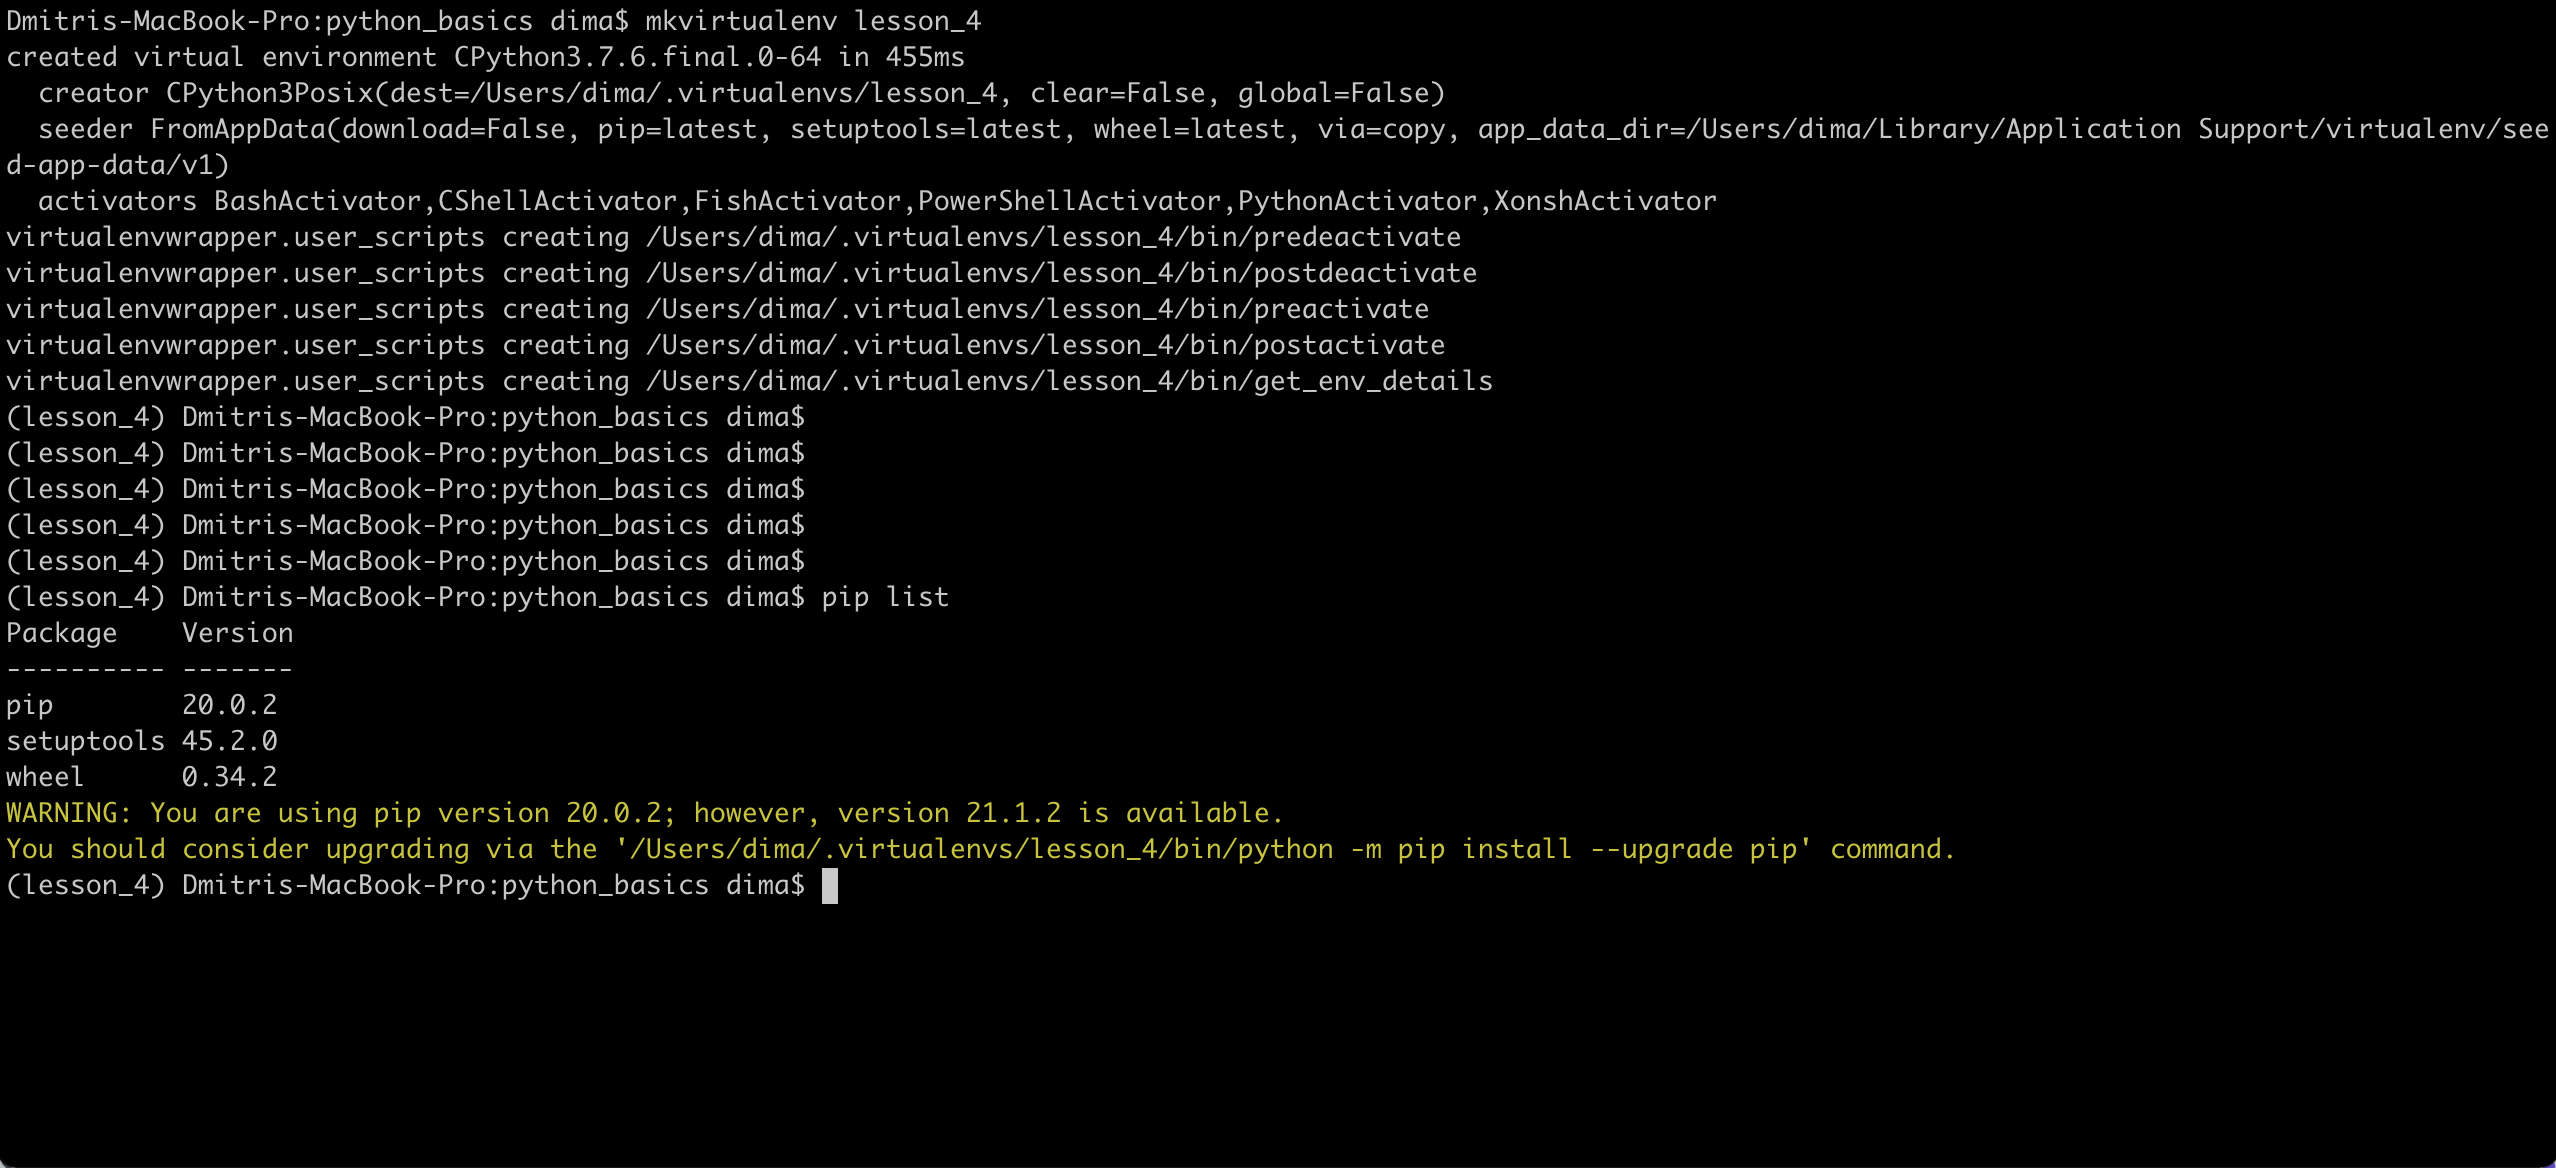 Dmitris-MacBook-Pro:python_basics dima$ mkvirtualenv lesson_4
created virtual environment CPython3.7.6.final.0-64 in 455ms
  creator CPython3Posix(dest=/Users/dima/.virtualenvs/lesson_4, clear=False, global=False)
  seeder FromAppData(download=False, pip=latest, setuptools=latest, wheel=latest, via=copy, app_data_dir=/Users/dima/Library/Application Support/virtualenv/see
d-app-data/v1)
  activators BashActivator,CShellActivator,FishActivator,PowerShellActivator,PythonActivator,XonshActivator
virtualenvwrapper.user_scripts creating /Users/dima/.virtualenvs/lesson_4/bin/predeactivate
virtualenvwrapper.user_scripts creating /Users/dima/.virtualenvs/lesson_4/bin/postdeactivate
virtualenvwrapper.user_scripts creating /Users/dima/.virtualenvs/lesson_4/bin/preactivate
virtualenvwrapper.user_scripts creating /Users/dima/.virtualenvs/lesson_4/bin/postactivate
virtualenvwrapper.user_scripts creating /Users/dima/.virtualenvs/lesson_4/bin/get_env_details
(lesson_4) Dmitris-MacBook-Pro:python_basics dima$
(lesson_4) Dmitris-MacBook-Pro:python_basics dima$
(lesson_4) Dmitris-MacBook-Pro:python_basics dima$
(lesson_4) Dmitris-MacBook-Pro:python_basics dima$
(lesson_4) Dmitris-MacBook-Pro:python_basics dima$
(lesson_4) Dmitris-MacBook-Pro:python_basics dima$ pip list
Package    Version
---------- -------
pip        20.0.2
setuptools 45.2.0
wheel      0.34.2
WARNING: You are using pip version 20.0.2; however, version 21.1.2 is available.
You should consider upgrading via the '/Users/dima/.virtualenvs/lesson_4/bin/python -m pip install --upgrade pip' command.
(lesson_4) Dmitris-MacBook-Pro:python_basics dima$